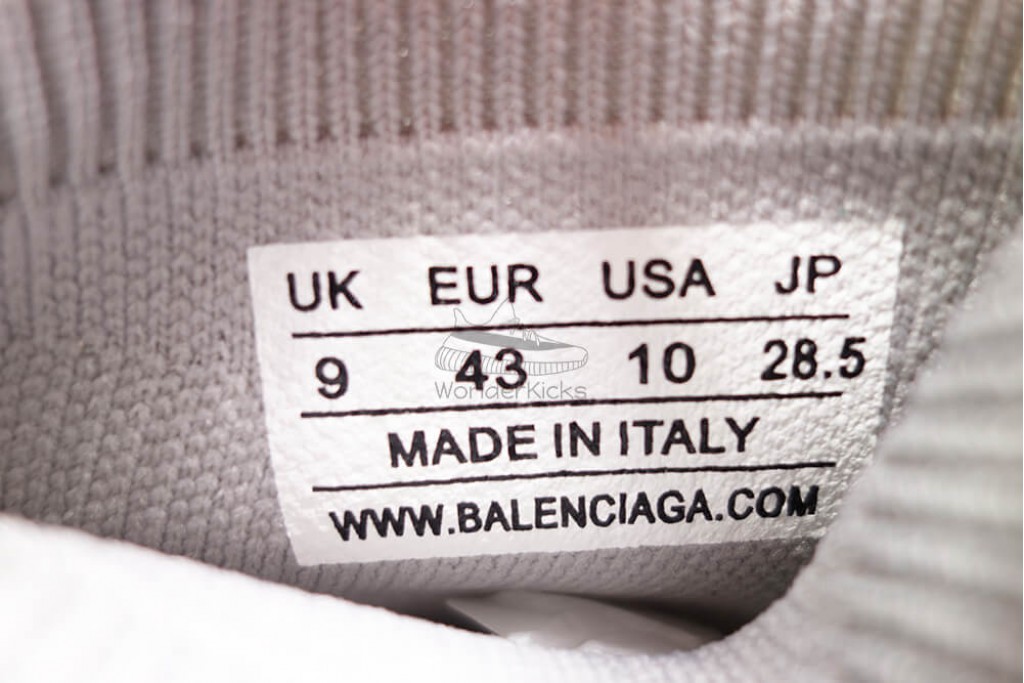 UK EUR USA JP
9 43 10 28.5
WonderKicks
MADE IN ITALY
WWW.BALENCIAGA.COM